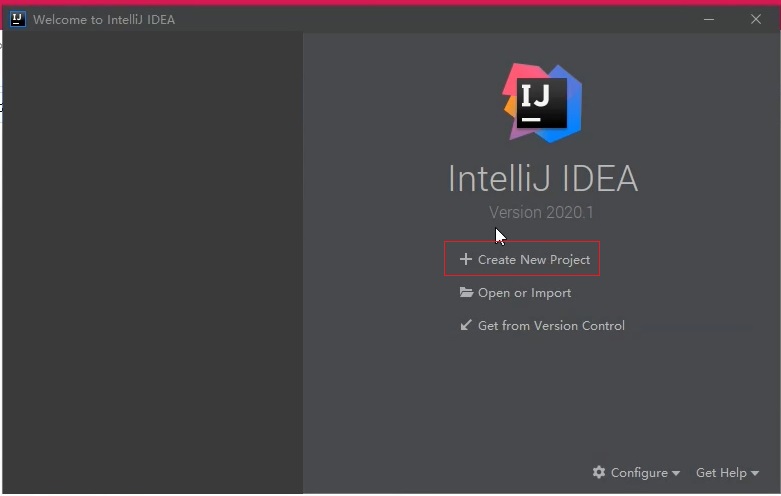 Welcome to IntelliJ IDEA
IJ
IntelliJ IDEA
Version 2020.1
Create New Project
Open or Import
Get from Version Control
Configure
Get Help